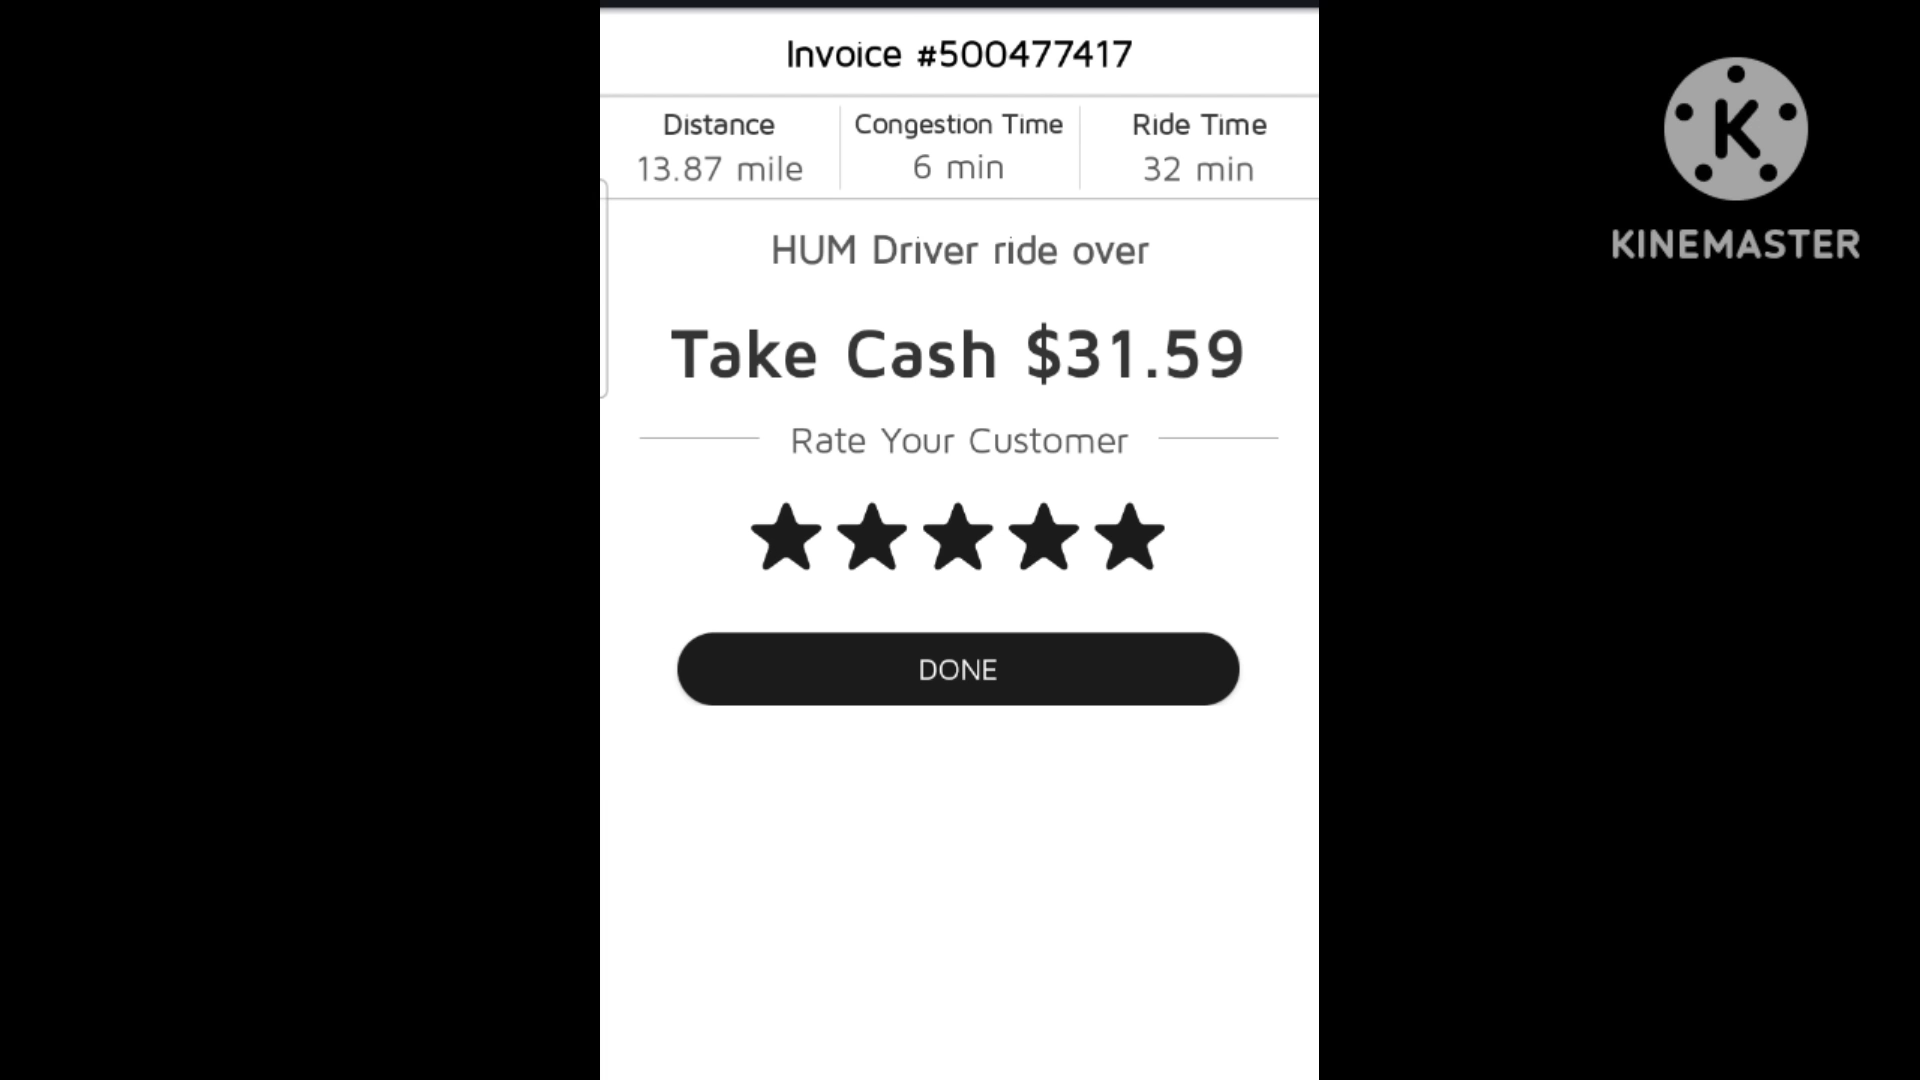 Invoice #500477417
Distance
13.87 mile
Congestion Time
6 min
Ride Time
32 min
HUM Driver ride over
Take Cash $31.59
Rate Your Customer
DONE
K
KINEMASTER